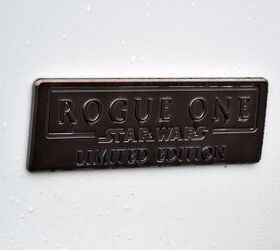 ROGUE ONE
STAR WARS
LIMITED EDITION